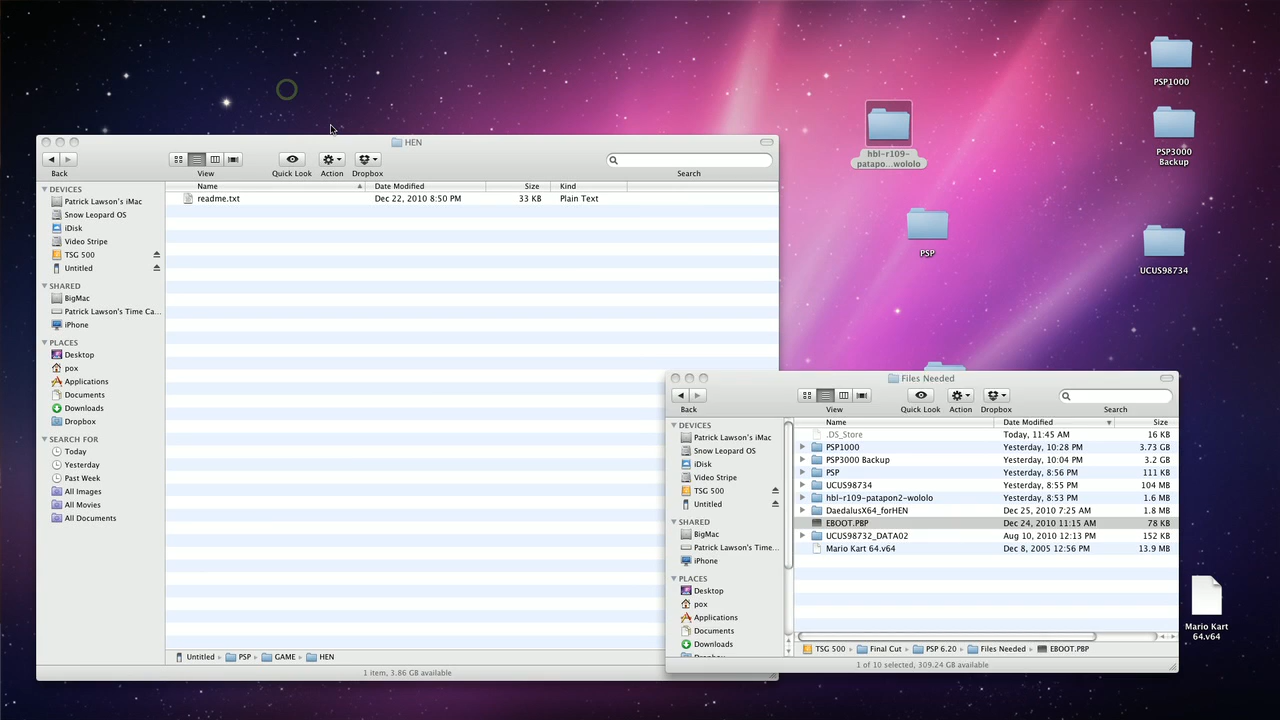 PSP1000
hbl-r109-
patapo...wololo
PSP3000
Backup
PSP
UCUS98734
Mario Kart
64.v64
HEN
Back
View
Quick Look
Action
Dropbox
Search
DEVICES
Patrick Lawson's iMac
Snow Leopard OS
iDisk
Video Stripe
TSG 500
Untitled
SHARED
BigMac
Patrick Lawson's Time Ca...
iPhone
PLACES
Desktop
pox
Applications
Documents
Downloads
Dropbox
SEARCH FOR
Today
Yesterday
Past Week
All Images
All Movies
All Documents
Name Date Modified Size Kind
readme.txt Dec 22, 2010 8:50 PM 33 KB Plain Text
Untitled PSP GAME HEN
1 item, 3.86 GB available
Files Needed
Back
View
Quick Look
Action
Dropbox
Search
DEVICES
Patrick Lawson's iMac
Snow Leopard OS
iDisk
Video Stripe
TSG 500
Untitled
SHARED
BigMac
Patrick Lawson's Time...
iPhone
PLACES
Desktop
pox
Applications
Documents
Downloads
Name Date Modified Size
.DS_Store Today, 11:45 AM 16 KB
PSP1000 Yesterday, 10:28 PM 3.73 GB
PSP3000 Backup Yesterday, 10:04 PM 3.2 GB
PSP Yesterday, 8:56 PM 111 KB
UCUS98734 Yesterday, 8:55 PM 104 MB
hbl-r109-patapon2-wololo Yesterday, 8:53 PM 1.6 MB
DaedalusX64_forHEN Dec 25, 2010 7:25 AM 1.8 MB
EBOOT.PBP Dec 24, 2010 11:15 AM 78 KB
UCUS98732_DATA02 Aug 10, 2010 12:13 PM 152 KB
Mario Kart 64.v64 Dec 8, 2005 12:56 PM 13.9 MB
TSG 500 Final Cut PSP 6.20 Files Needed EBOOT.PBP
1 of 10 selected, 309.24 GB available